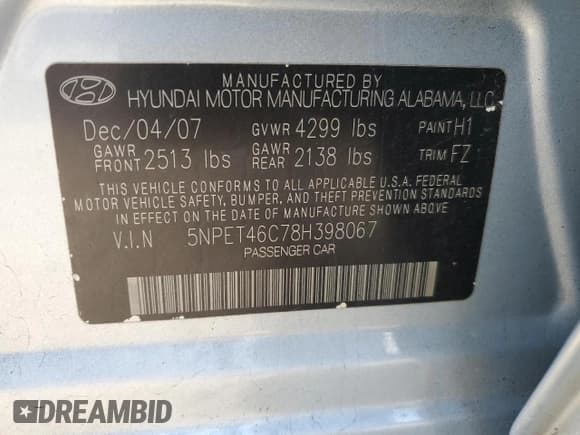 MANUFACTURED BY
HYUNDAI MOTOR MANUFACTURING ALABAMA, LLC
Dec/04/07 GVWR 4299 lbs PAINT H1
GAWR FRONT 2513 lbs GAWR REAR 2138 lbs TRIM FZ
THIS VEHICLE CONFORMS TO ALL APPLICABLE U.S.A. FEDERAL
MOTOR VEHICLE SAFETY, BUMPER, AND THEFT PREVENTION STANDARDS
IN EFFECT ON THE DATE OF MANUFACTURE SHOWN ABOVE
V.I.N 5NPET46C78H398067
PASSENGER CAR
DREAMBID